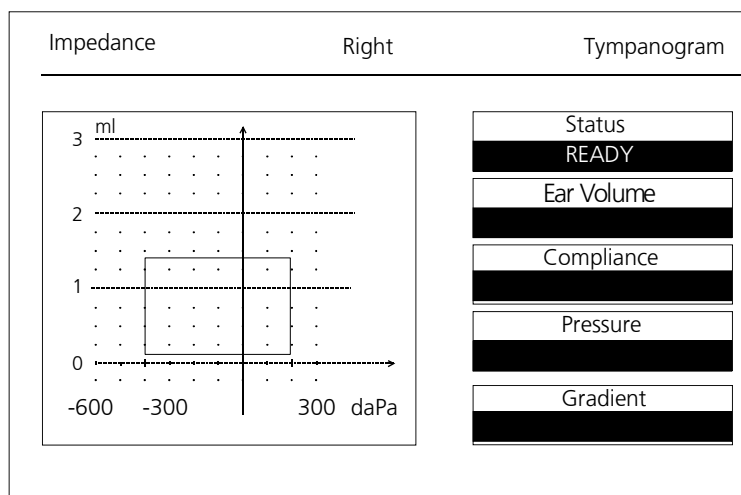 Impedance Right Tympanogram
ml
3
2
1
0
-600 -300 300 daPa
Status
READY
Ear Volume
Compliance
Pressure
Gradient